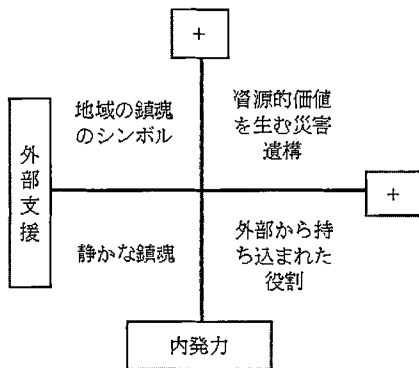 +
地域の鎮魂
のシンボル
資源的価値
を生む災害
遺構
外部支援
+
静かな鎮魂
外部から持
ち込まれた
役割
内発力